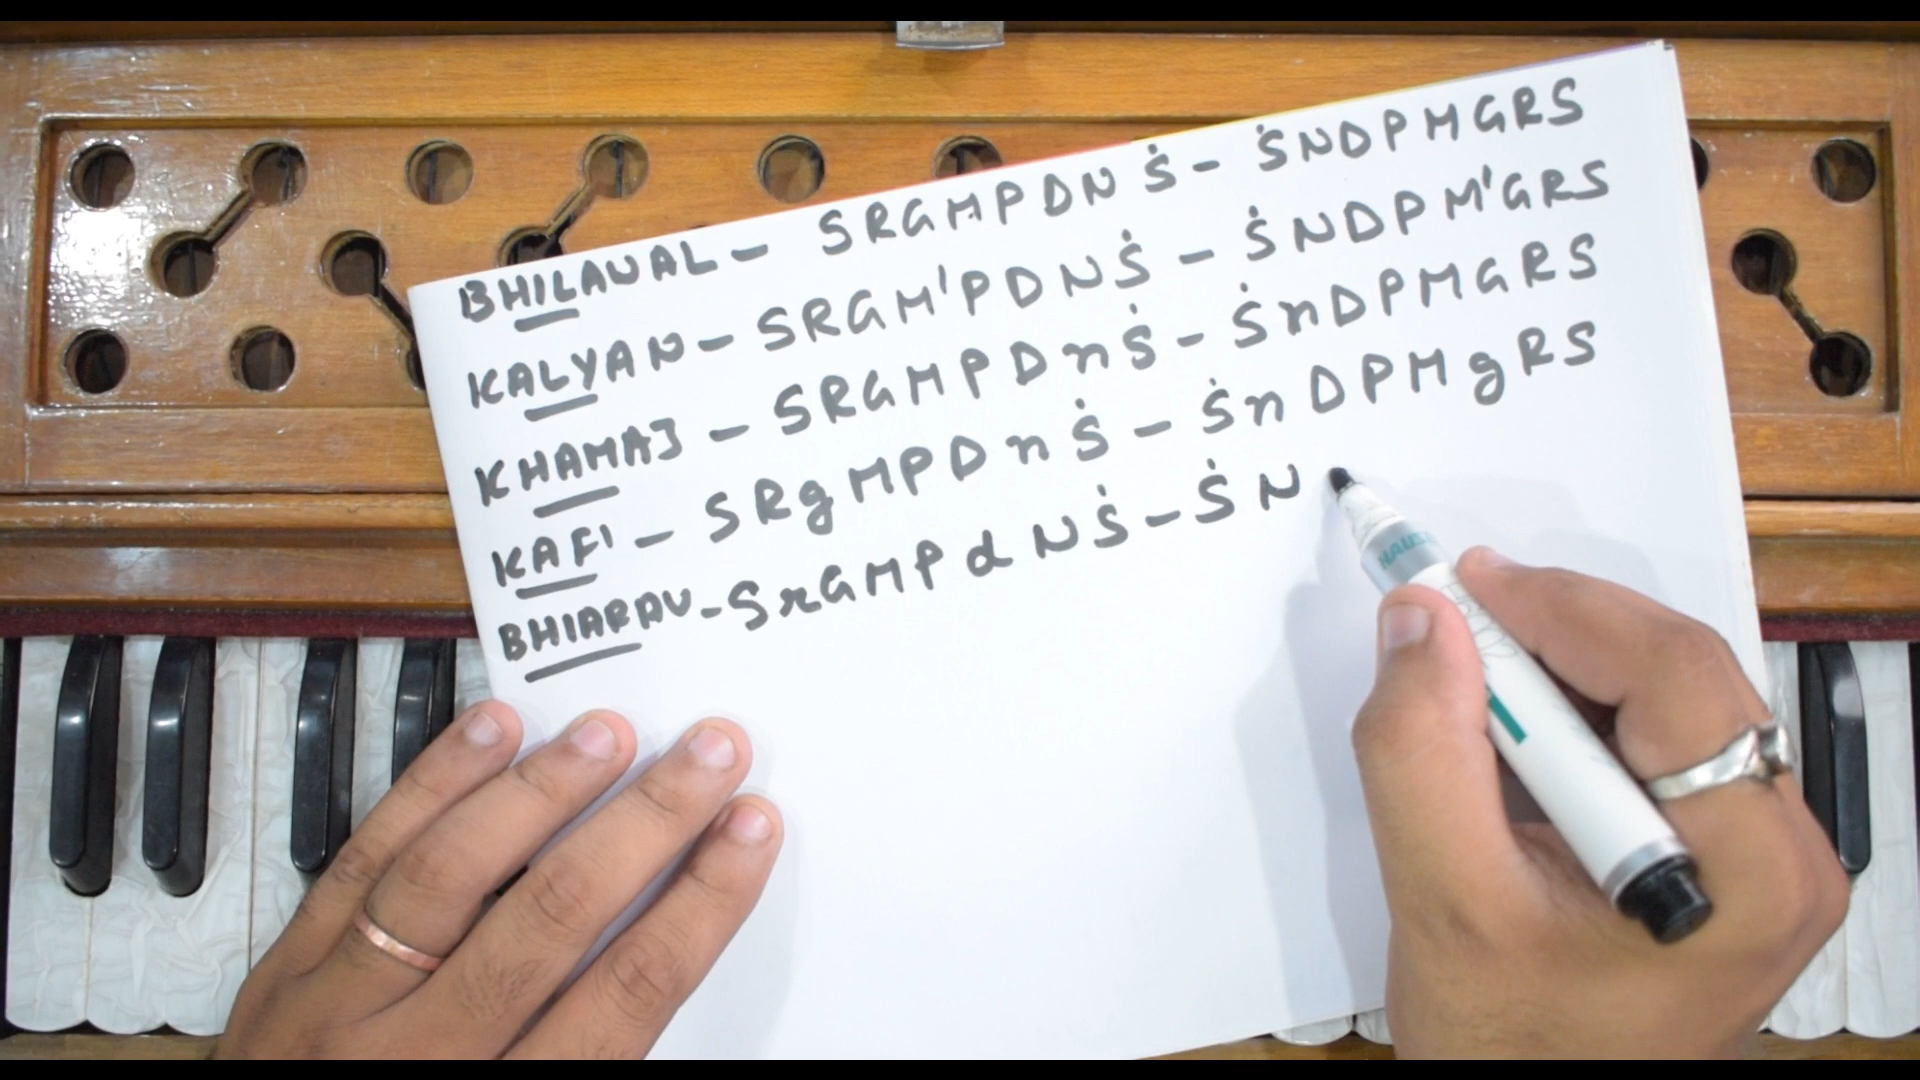 BHILAVAL - SRGMPDNṠ - ṠNDPMGRS
KALYAN - SRGM'PDNṠ - ṠNDPM'GRS
KHAMAJ - SRGMPDnṠ - ṠnDPMGRS
KAFI - SRgMPDnṠ - ṠnDPMgRS
BHIARAV - SrGMPdNṠ - ṠN